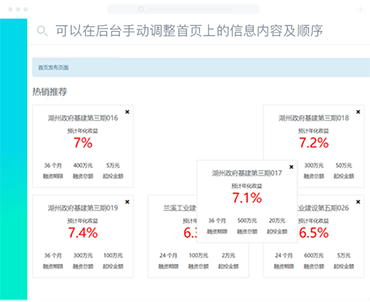 可以在后台手动调整首页上的信息内容及顺序
首页发布页面
热销推荐
湖州政府基建第三期016
预计年化收益
7%
36 个月 400万元 5万元
融资期限 融资总额 起投金额
湖州政府基建第三期018
预计年化收益
7.2%
300万元 50万元
融资总额 起投金额
湖州政府基建第三期017
预计年化收益
7.1%
36 个月 500万元 20万元
融资期限 融资总额 起投金额
湖州政府基建第三期019
预计年化收益
7.4%
36 个月 300万元 100万元
融资期限 融资总额 起投金额
兰溪工业建
预计年
6.3
24 个月 100万元 2万元
融资期限 融资总额 起投金额
业建设第五期026
年化收益
6.5%
24 个月 600万元 5万元
融资期限 融资总额 起投金额